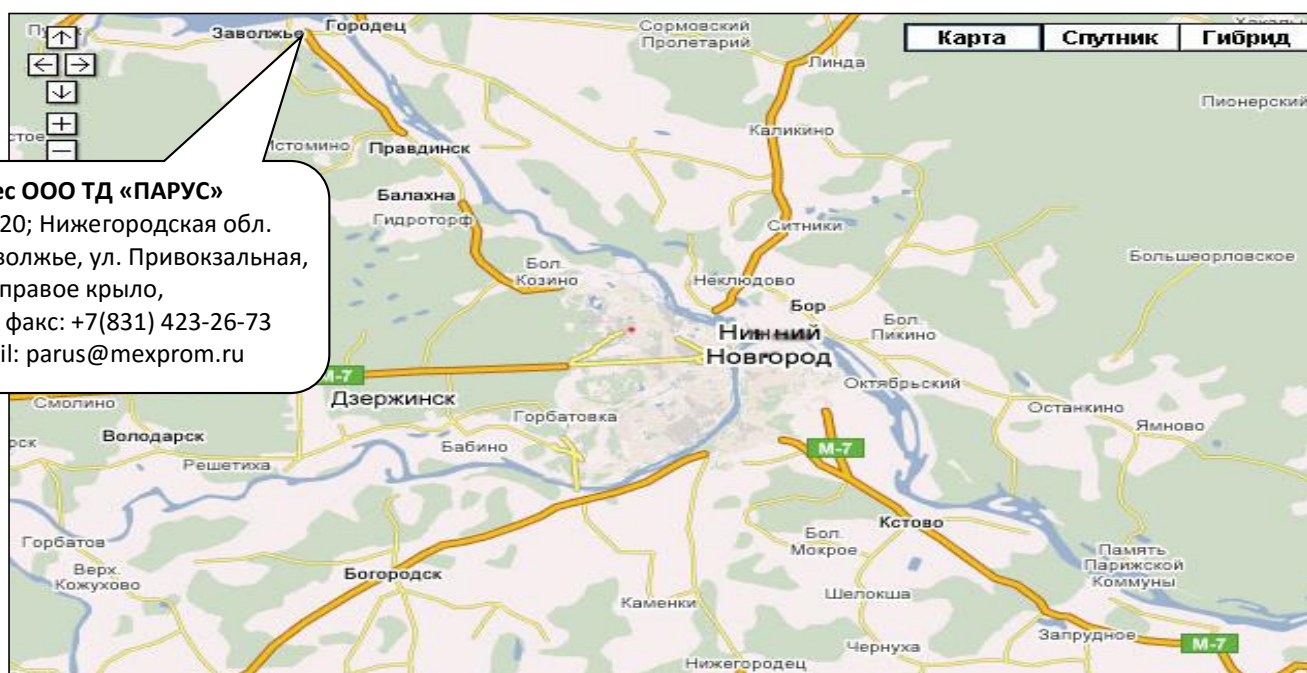 Заволжье
Городец
Сормовский
Пролетарий
Карта
Спутник
Гибрид
Линда
Пионерский
Каликино
Истомино
Правдинск
Балахна
Гидроторф
Ситники
Большеорловское
ес ООО ТД «ПАРУС»
20; Нижегородская обл.
волжье, ул. Привокзальная,
правое крыло,
факс: +7(831) 423-26-73
il: parus@mexprom.ru
Бол.
Козино
Неклюдово
Бор
Бол.
Пикино
Нижний
Новгород
М-7
Дзержинск
Октябрьский
Смолино
Горбатовка
Останкино
Ямново
Володарск
Бабино
Решетиха
М-7
Кстово
Горбатов
Верх.
Кожухово
Богородск
Бол.
Мокрое
Память
Парижской
Коммуны
Каменки
Шелокша
Запрудное
М-7
Чернуха
Нижегородец